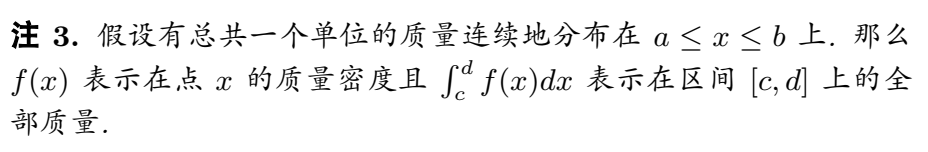 注 3. 假设有总共一个单位的质量连续地分布在 a ≤ x ≤ b 上. 那么
f(x) 表示在点 x 的质量密度且 ∫_c^d f(x)dx 表示在区间 [c, d] 上的全
部质量.